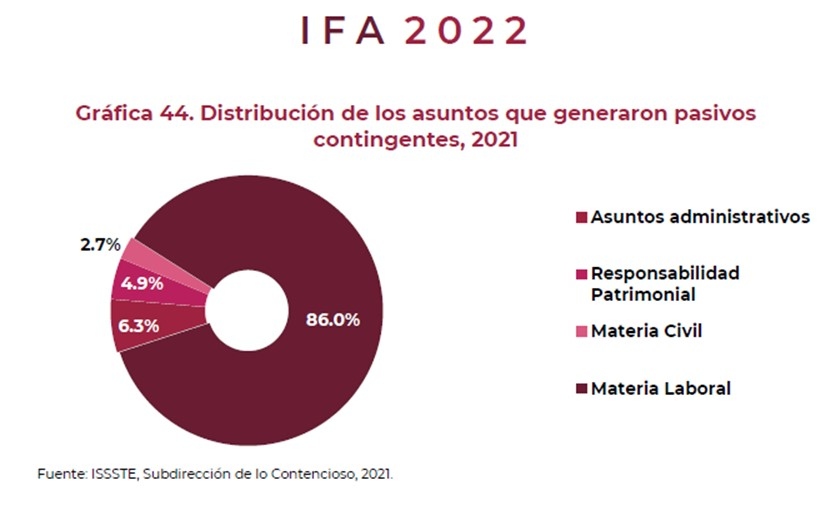 IFA 2022
Gráfica 44. Distribución de los asuntos que generaron pasivos
contingentes, 2021
2.7%
4.9%
6.3%
86.0%
Asuntos administrativos
Responsabilidad
Patrimonial
Materia Civil
Materia Laboral
Fuente: ISSSTE, Subdirección de lo Contencioso, 2021.